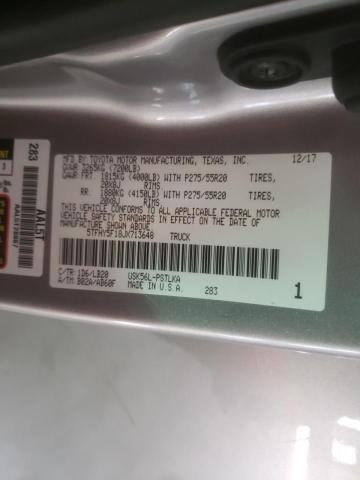 MFD. BY TOYOTA MOTOR MANUFACTURING, TEXAS, INC. 12/17
GVWR 3265KG (7200LB)
GAWR FRT. 1815KG (4000LB) WITH P275/55R20 TIRES,
20X8J RIMS
RR. 1880KG (4150LB) WITH P275/55R20 TIRES,
20X8J RIMS
THIS VEHICLE CONFORMS TO ALL APPLICABLE FEDERAL MOTOR
VEHICLE SAFETY STANDARDS IN EFFECT ON THE DATE OF
MANUFACTURE SHOWN ABOVE.
5TFHY5F18JX713648 TRUCK
C/TR: 1D6/LB20 USK56L-PSTLKA
A/TM: B02A/AB60F MADE IN U.S.A. 283 1
283
AAL5T